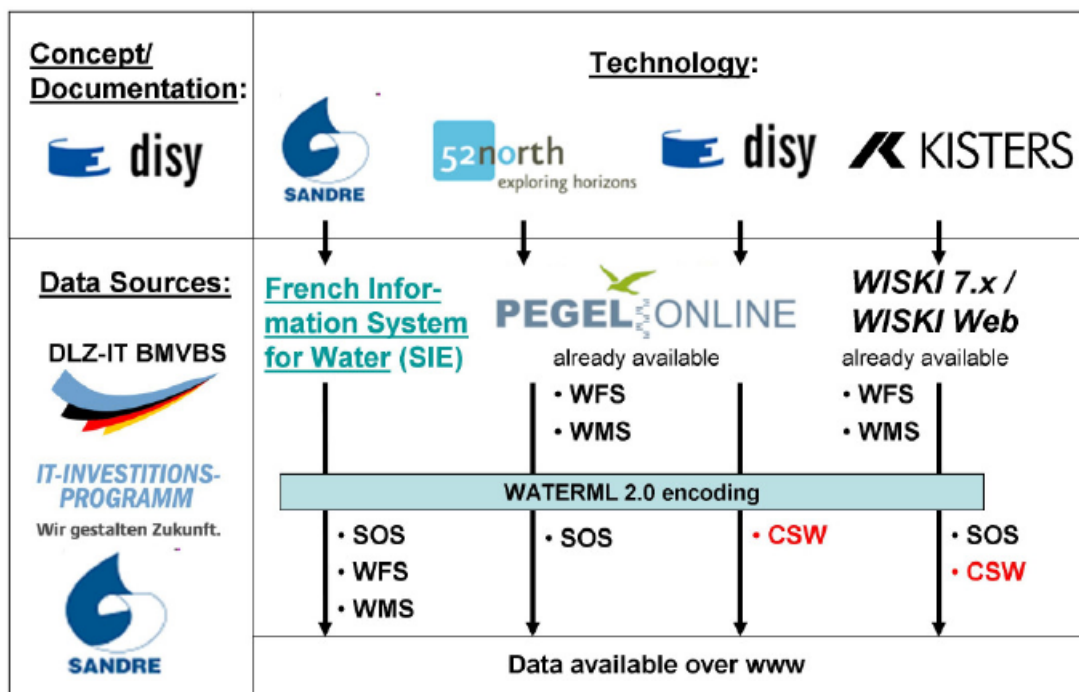 Concept/
Documentation:
disy
Technology:
SANDRE
52north
exploring horizons
disy
KISTERS
Data Sources:
DLZ-IT BMVBS
IT-INVESTITIONS-
PROGRAMM
Wir gestalten Zukunft.
SANDRE
French Infor-
mation System
for Water (SIE)
PEGEL ONLINE
already available
• WFS
• WMS
WISKI 7.x /
WISKI Web
already available
• WFS
• WMS
WATERML 2.0 encoding
• SOS
• WFS
• WMS
• SOS
• CSW
• SOS
• CSW
Data available over www